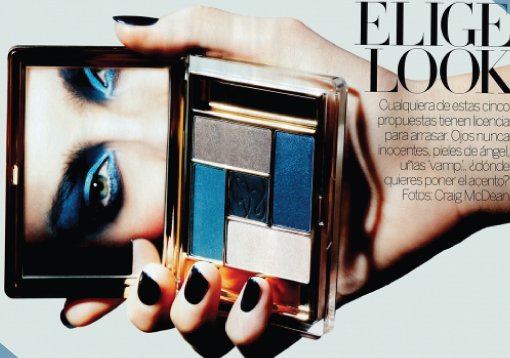 ELIGE
LOOK
Cualquiera de estas cinco
propuestas tienen licencia
para arrasar. Ojos nunca
inocentes, pieles de ángel,
uñas ‘vamp’. ¿dónde
quieres poner el acento?
Fotos: Craig McDean